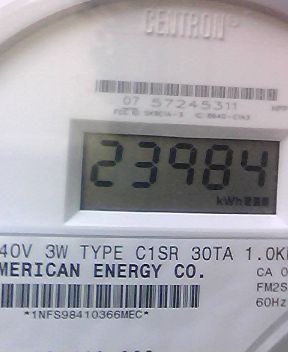 CENTRON®
07 57245311
23984
kWh
40V 3W TYPE C1SR 30TA 1.0K
MERICAN ENERGY CO.
CA 0
FM2S
60Hz
*1NFS98410366MEC*